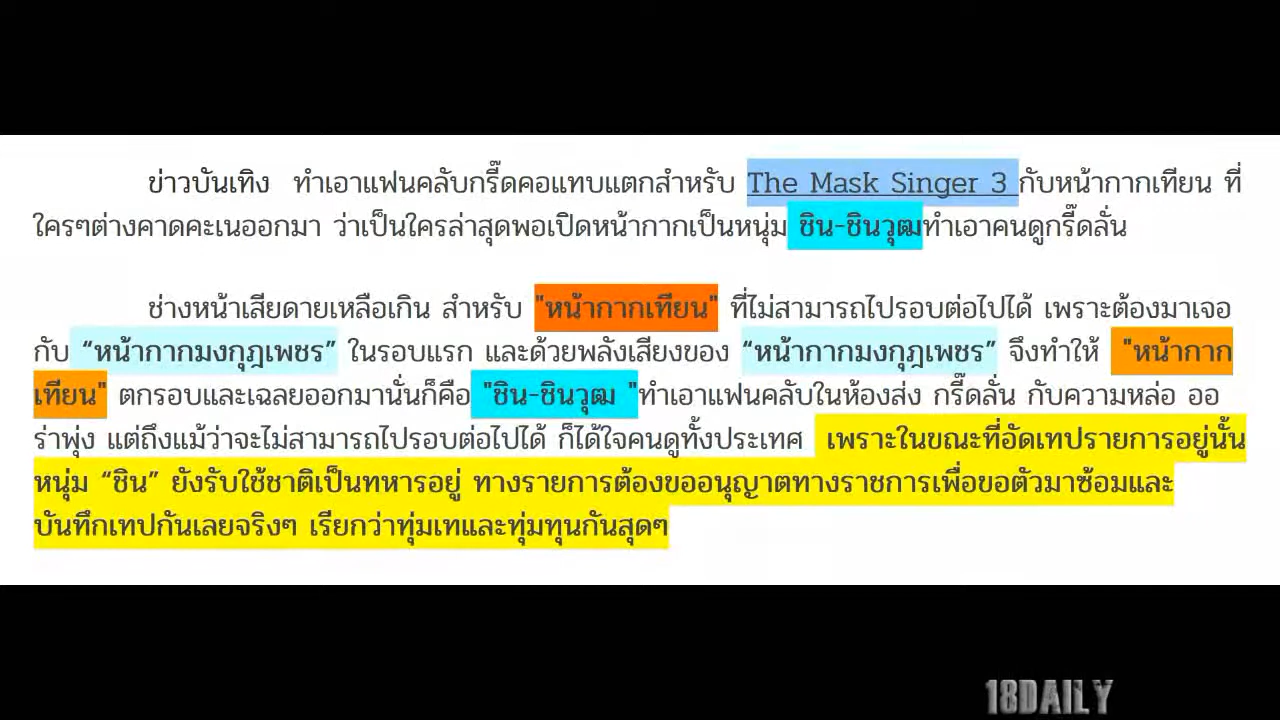 ข่าวบันเทิง ทำเอาแฟนคลับกรี๊ดคอแทบแตกสำหรับ The Mask Singer 3 กับหน้ากากเทียน ที่
ใครๆต่างคาดคะเนออกมา ว่าเป็นใครล่าสุดพอเปิดหน้ากากเป็นหนุ่ม ชิน-ชินวุฒทำเอาคนดูกรี๊ดลั่น
ช่างหน้าเสียดายเหลือเกิน สำหรับ "หน้ากากเทียน" ที่ไม่สามารถไปรอบต่อไปได้ เพราะต้องมาเจอ
กับ “หน้ากากมงกุฎเพชร” ในรอบแรก และด้วยพลังเสียงของ “หน้ากากมงกุฎเพชร” จึงทำให้ "หน้ากาก
เทียน" ตกรอบและเฉลยออกมานั่นก็คือ "ชิน-ชินวุฒ "ทำเอาแฟนคลับในห้องส่ง กรี๊ดลั่น กับความหล่อ ออ
ร่าพุ่ง แต่ถึงแม้ว่าจะไม่สามารถไปรอบต่อไปได้ ก็ได้ใจคนดูทั้งประเทศ เพราะในขณะที่อัดเทปรายการอยู่นั้น
หนุ่ม “ชิน” ยังรับใช้ชาติเป็นทหารอยู่ ทางรายการต้องขออนุญาตทางราชการเพื่อขอตัวมาซ้อมและ
บันทึกเทปกันเลยจริงๆ เรียกว่าทุ่มเทและทุ่มทุนกันสุดๆ
18DAILY